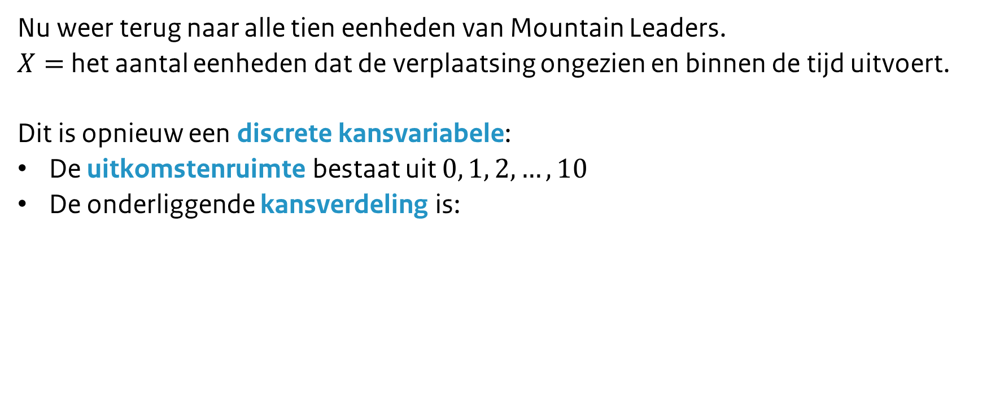 Nu weer terug naar alle tien eenheden van Mountain Leaders.
X = het aantal eenheden dat de verplaatsing ongezien en binnen de tijd uitvoert.
Dit is opnieuw een discrete kansvariabele:
• De uitkomstenruimte bestaat uit 0, 1, 2, … , 10
• De onderliggende kansverdeling is: